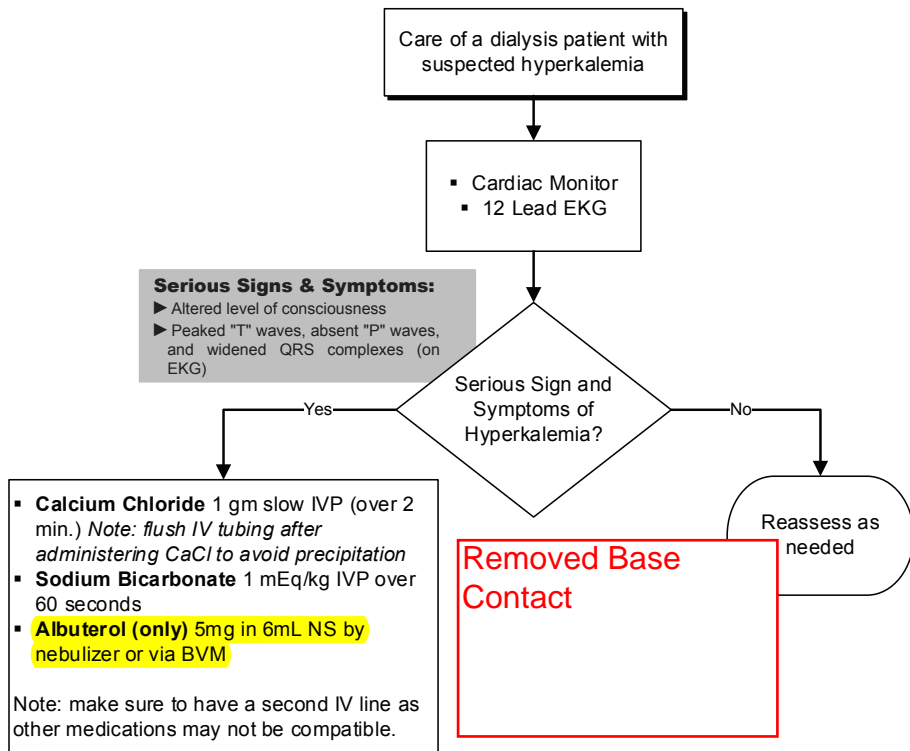 Care of a dialysis patient with
suspected hyperkalemia
▪ Cardiac Monitor
▪ 12 Lead EKG
Serious Signs & Symptoms:
► Altered level of consciousness
► Peaked "T" waves, absent "P" waves,
and widened QRS complexes (on
EKG)
Serious Sign and
Symptoms of
Hyperkalemia?
Yes
No
▪ Calcium Chloride 1 gm slow IVP (over 2
min.) Note: flush IV tubing after
administering CaCl to avoid precipitation
▪ Sodium Bicarbonate 1 mEq/kg IVP over
60 seconds
▪ Albuterol (only) 5mg in 6mL NS by
nebulizer or via BVM
Note: make sure to have a second IV line as
other medications may not be compatible.
Removed Base
Contact
Reassess as
needed